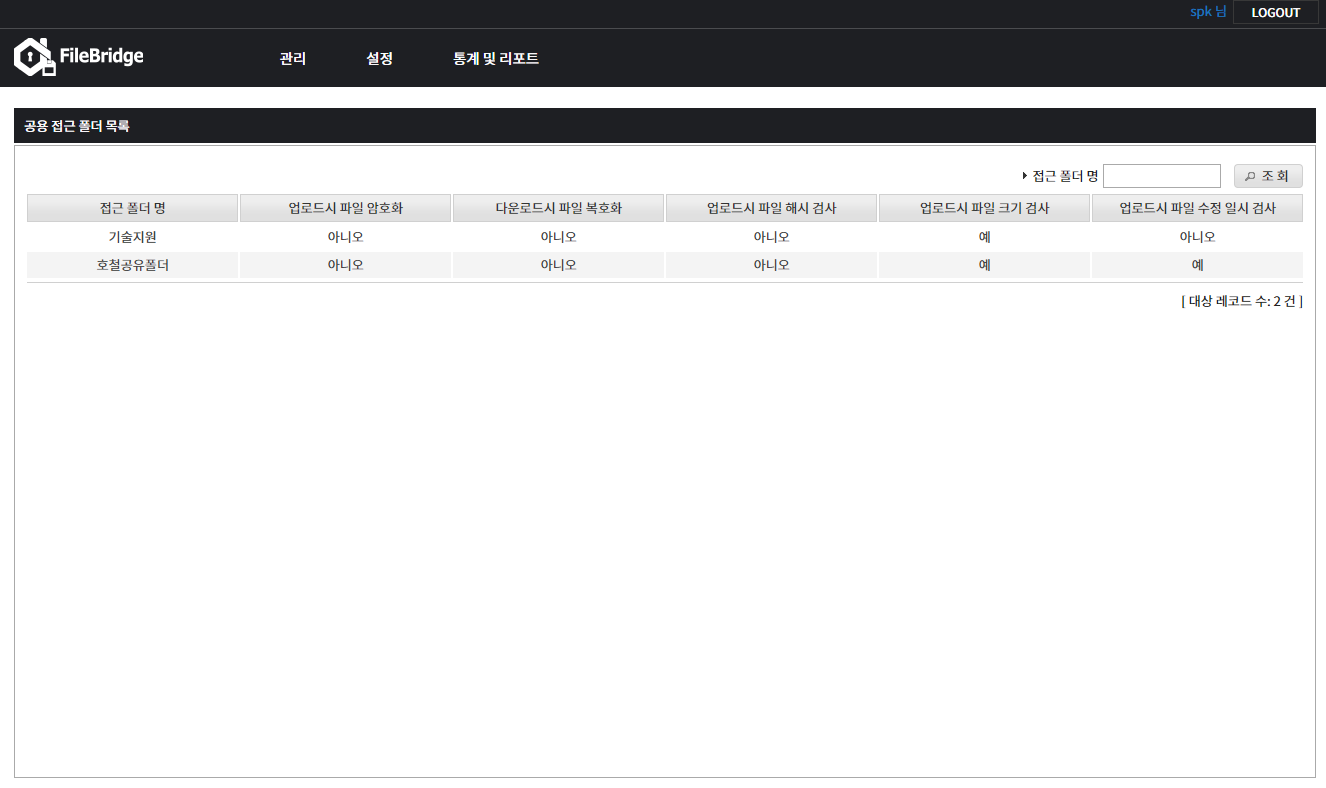 spk 님 LOGOUT
FileBridge 관리 설정 통계 및 리포트
공용 접근 폴더 목록
접근 폴더 명 조 회
접근 폴더 명 업로드시 파일 암호화 다운로드시 파일 복호화 업로드시 파일 해시 검사 업로드시 파일 크기 검사 업로드시 파일 수정 일시 검사
기술지원 아니오 아니오 아니오 예 아니오
호철공유폴더 아니오 아니오 아니오 예 예
[ 대상 레코드 수: 2 건 ]